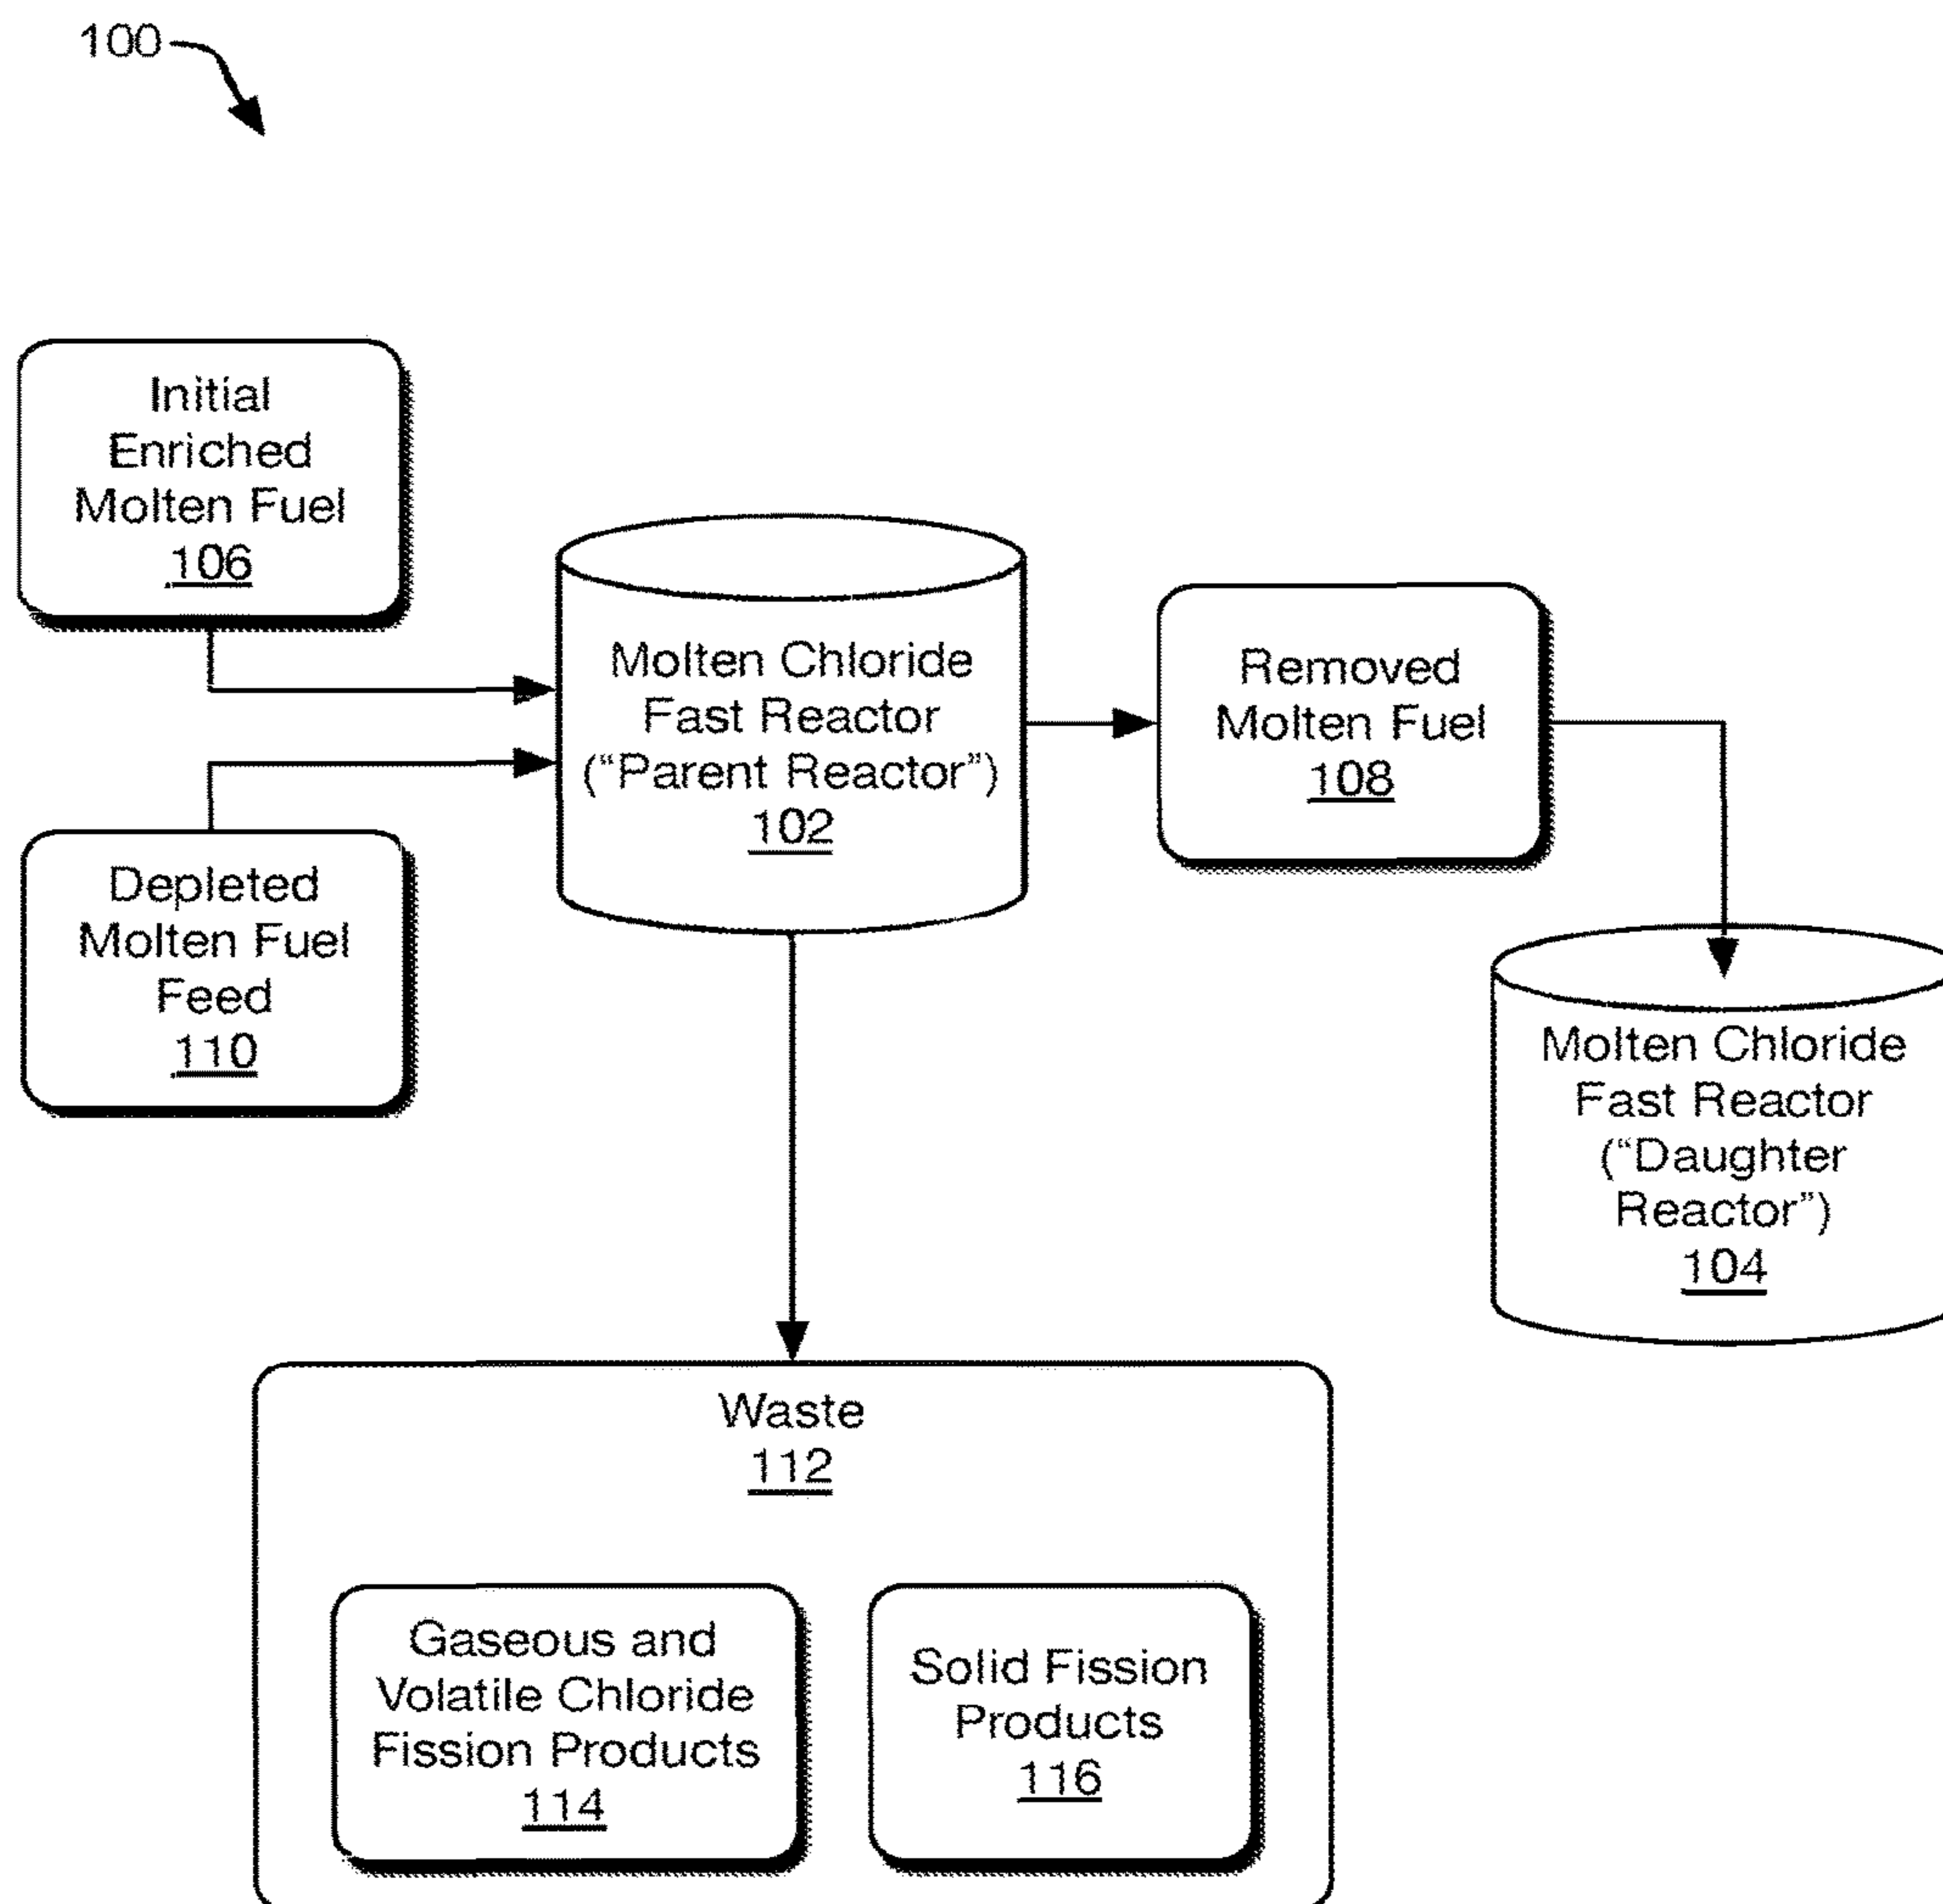 100
Initial
Enriched
Molten Fuel
106
Molten Chloride
Fast Reactor
(“Parent Reactor”)
102
Removed
Molten Fuel
108
Depleted
Molten Fuel
Feed
110
Molten Chloride
Fast Reactor
(“Daughter
Reactor”)
104
Waste
112
Gaseous and
Volatile Chloride
Fission Products
114
Solid Fission
Products
116